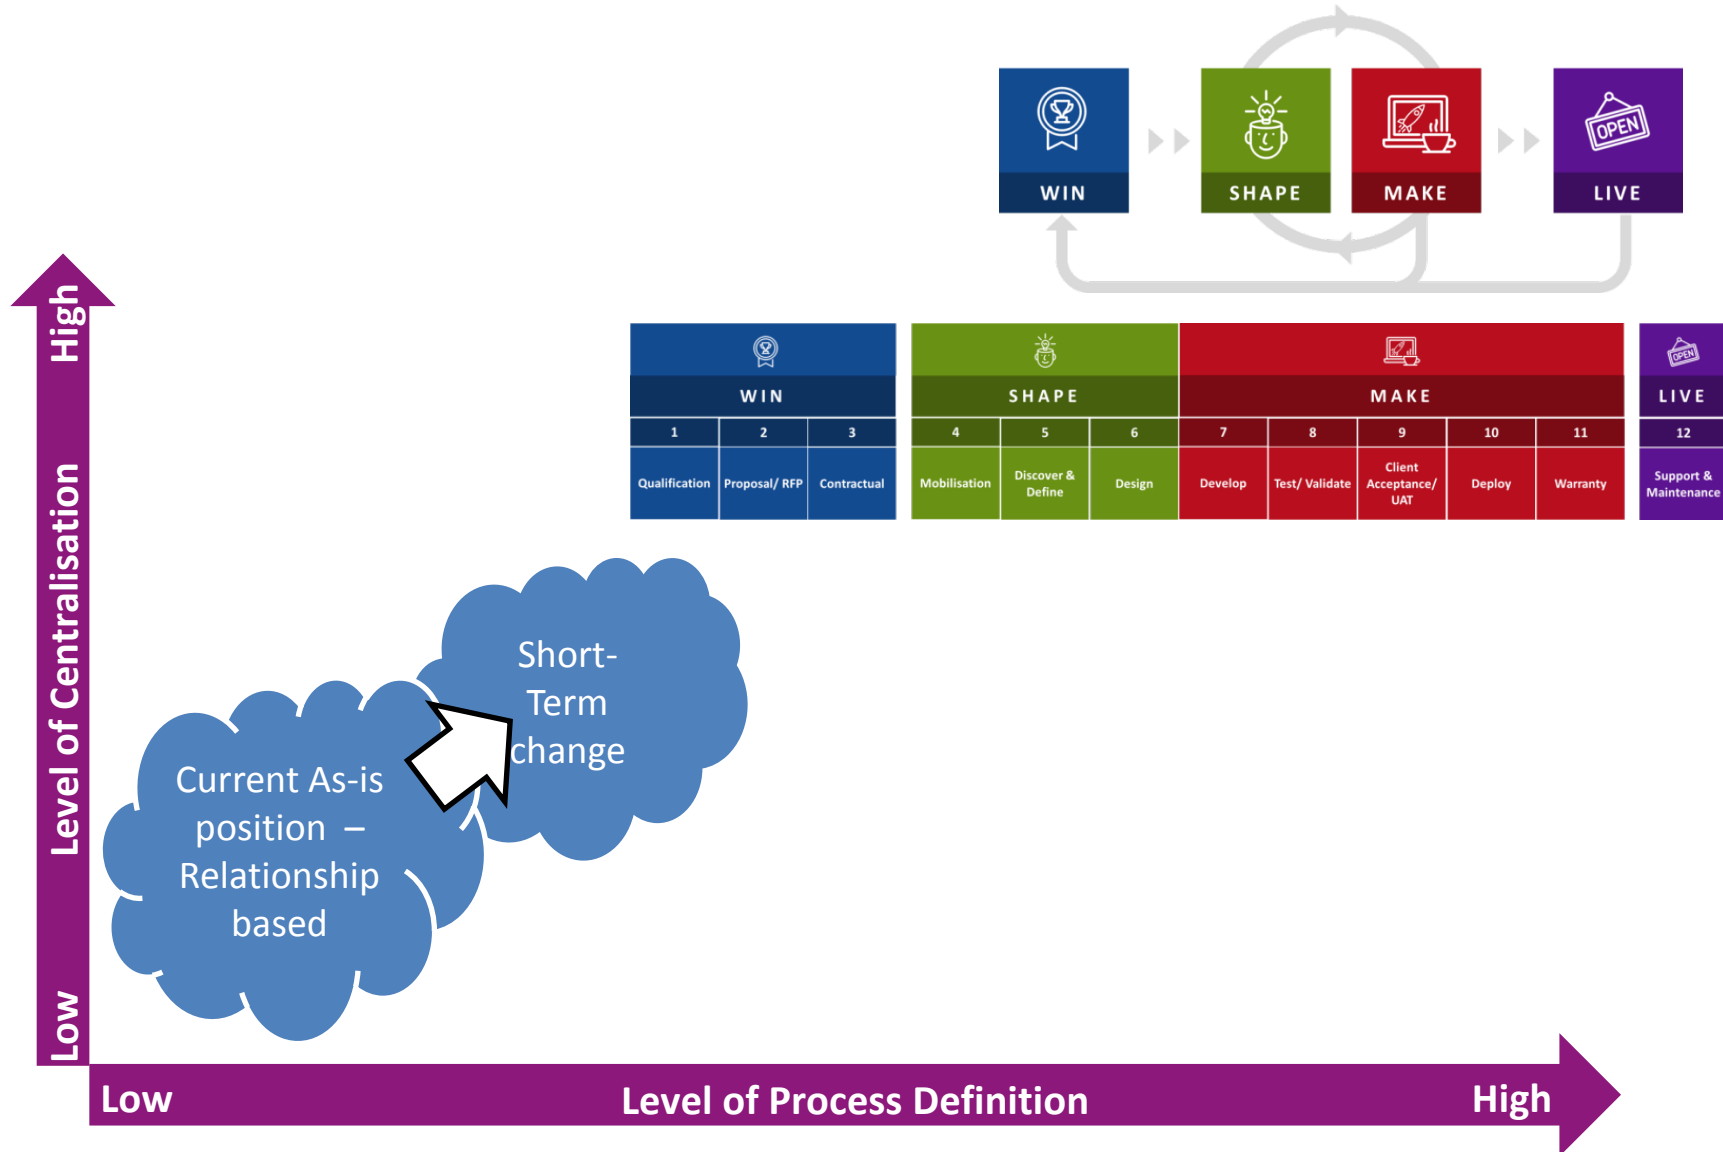 OPEN
WIN
SHAPE
MAKE
LIVE
OPEN
WIN
SHAPE
MAKE
LIVE
1
2
3
4
5
6
7
8
9
10
11
12
Qualification
Proposal/ RFP
Contractual
Mobilisation
Discover &
Define
Design
Develop
Test/ Validate
Client
Acceptance/
UAT
Deploy
Warranty
Support &
Maintenance
High
Level of Centralisation
Low
Short-
Term
change
Current As-is
position –
Relationship
based
Low
Level of Process Definition
High